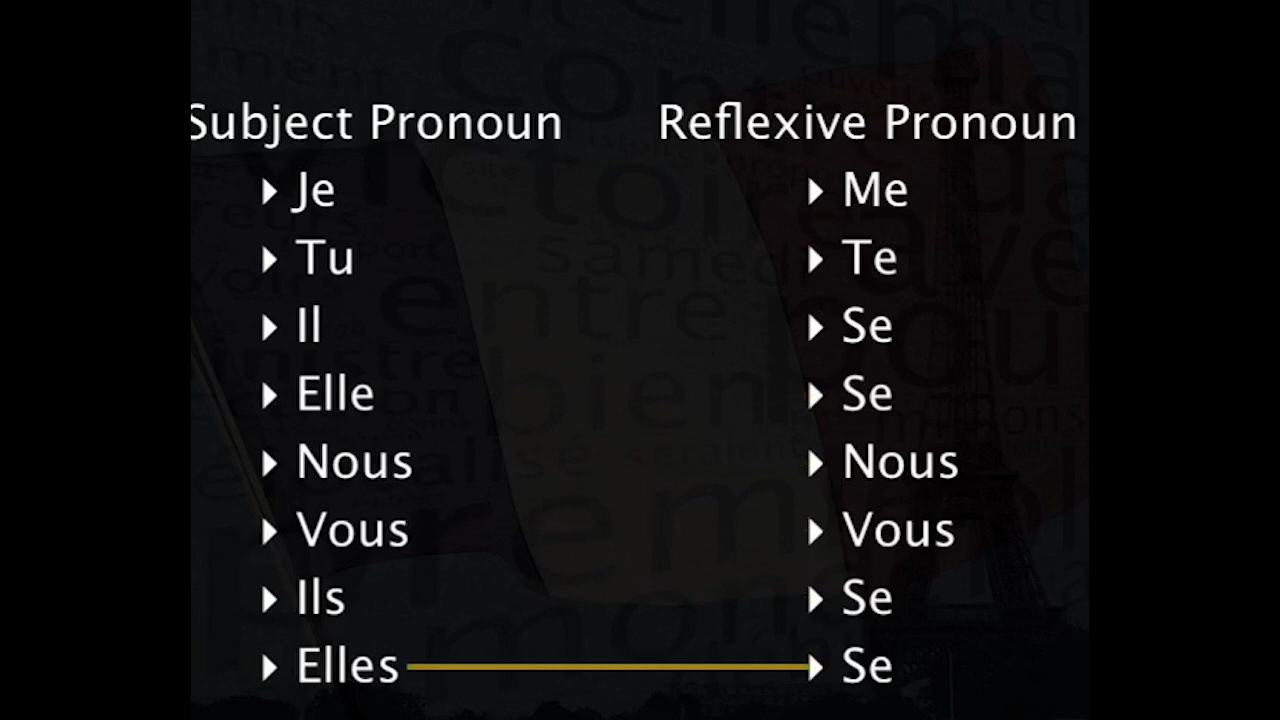 Subject Pronoun Reflexive Pronoun
Je Me
Tu Te
Il Se
Elle Se
Nous Nous
Vous Vous
Ils Se
Elles Se